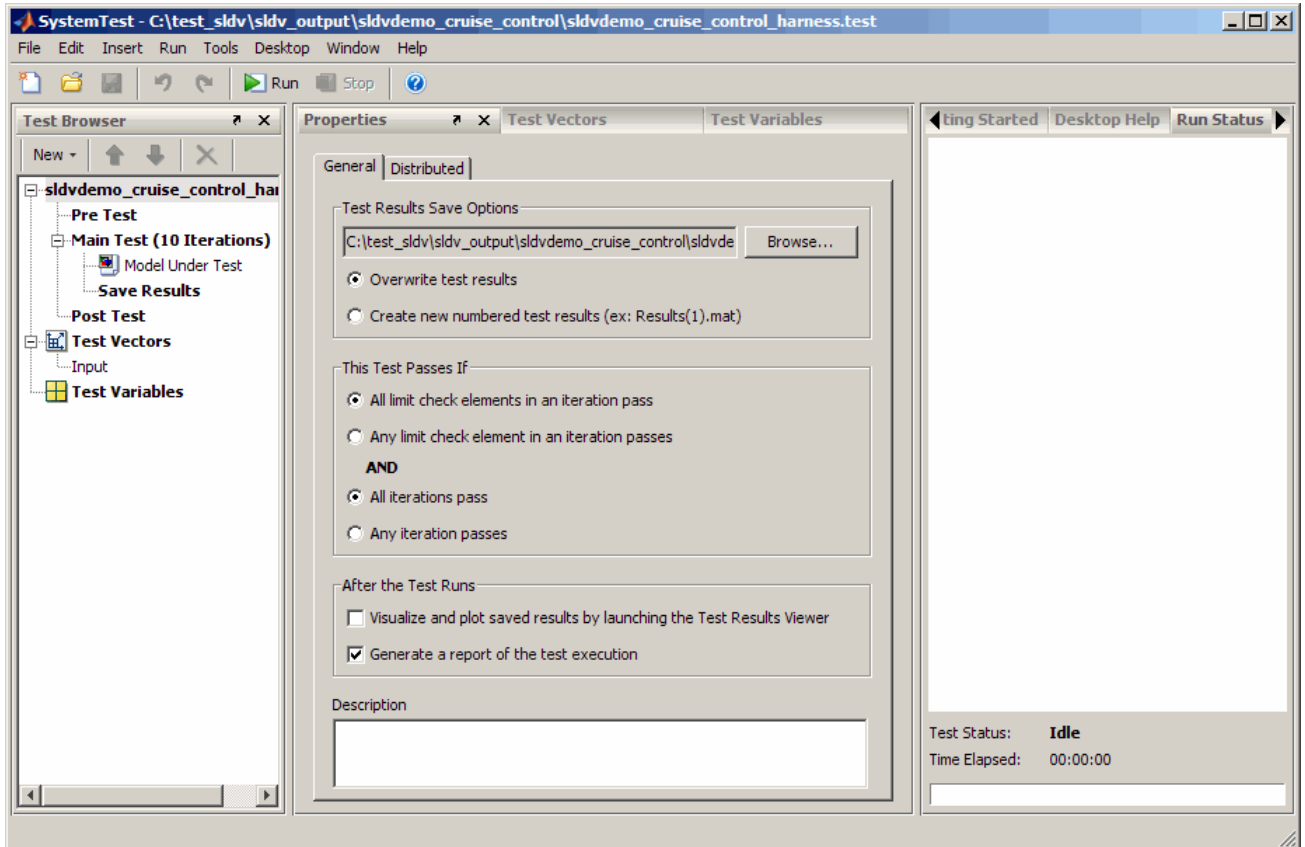 SystemTest - C:\test_sldv\sldv_output\sldvdemo_cruise_control\sldvdemo_cruise_control_harness.test
File Edit Insert Run Tools Desktop Window Help
Run Stop
Test Browser
New
sldvdemo_cruise_control_har
Pre Test
Main Test (10 Iterations)
Model Under Test
Save Results
Post Test
Test Vectors
Input
Test Variables
Properties Test Vectors Test Variables
General Distributed
Test Results Save Options
C:\test_sldv\sldv_output\sldvdemo_cruise_control\sldvde Browse...
Overwrite test results
Create new numbered test results (ex: Results(1).mat)
This Test Passes If
All limit check elements in an iteration pass
Any limit check element in an iteration passes
AND
All iterations pass
Any iteration passes
After the Test Runs
Visualize and plot saved results by launching the Test Results Viewer
Generate a report of the test execution
Description
ting Started Desktop Help Run Status
Test Status: Idle
Time Elapsed: 00:00:00